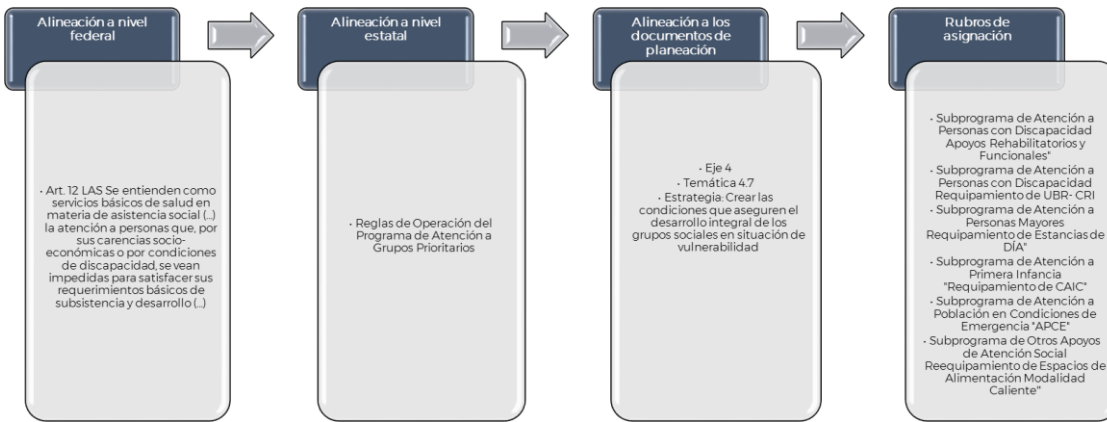 Alineación a nivel
federal
· Art. 12 LAS Se entienden como
servicios básicos de salud en
materia de asistencia social (...)
la atención a personas que, por
sus carencias socio-
económicas o por condiciones
de discapacidad, se vean
impedidas para satisfacer sus
requerimientos básicos de
subsistencia y desarrollo (...)
Alineación a nivel
estatal
· Reglas de Operación del
Programa de Atención a
Grupos Prioritarios
Alineación a los
documentos de
planeación
· Eje 4
· Temática 4.7
· Estrategia: Crear las
condiciones que aseguren el
desarrollo integral de los
grupos sociales en situación de
vulnerabilidad
Rubros de
asignación
· Subprograma de Atención a
Personas con Discapacidad
Apoyos Rehabilitatorios y
Funcionales"
· Subprograma de Atención a
Personas con Discapacidad
Requipamiento de UBR- CRI
· Subprograma de Atención a
Personas Mayores
Requipamiento de Estancias de
DÍA"
· Subprograma de Atención a
Primera Infancia
"Requipamiento de CAIC"
· Subprograma de Atención a
Población en Condiciones de
Emergencia "APCE"
· Subprograma de Otros Apoyos
de Atención Social
Reequipamiento de Espacios de
Alimentación Modalidad
Caliente"